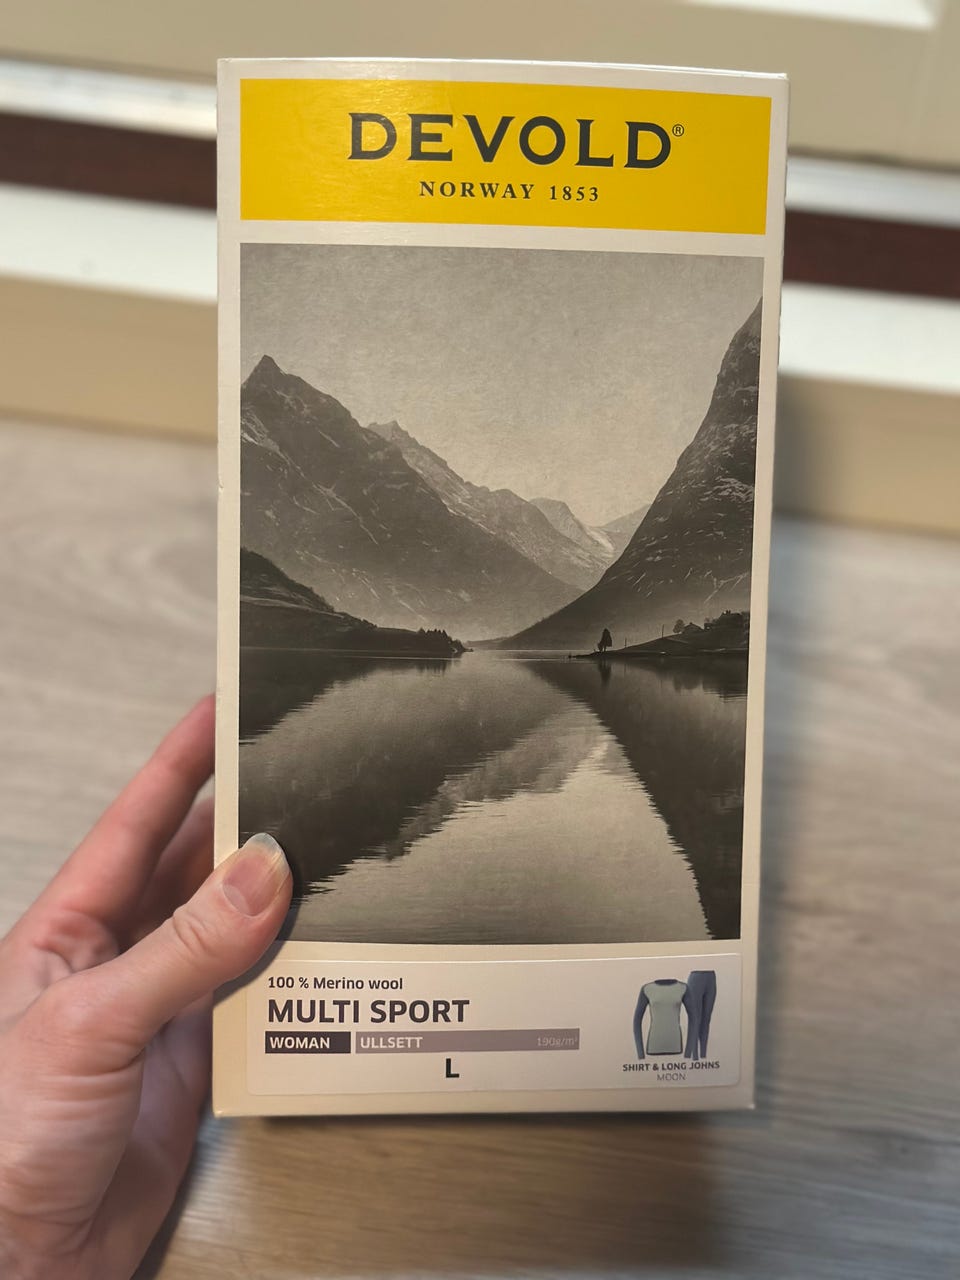 DEVOLD®
NORWAY 1853
100 % Merino wool
MULTI SPORT
WOMAN ULLSETT 190g/m²
L
SHIRT & LONG JOHNS
MOON